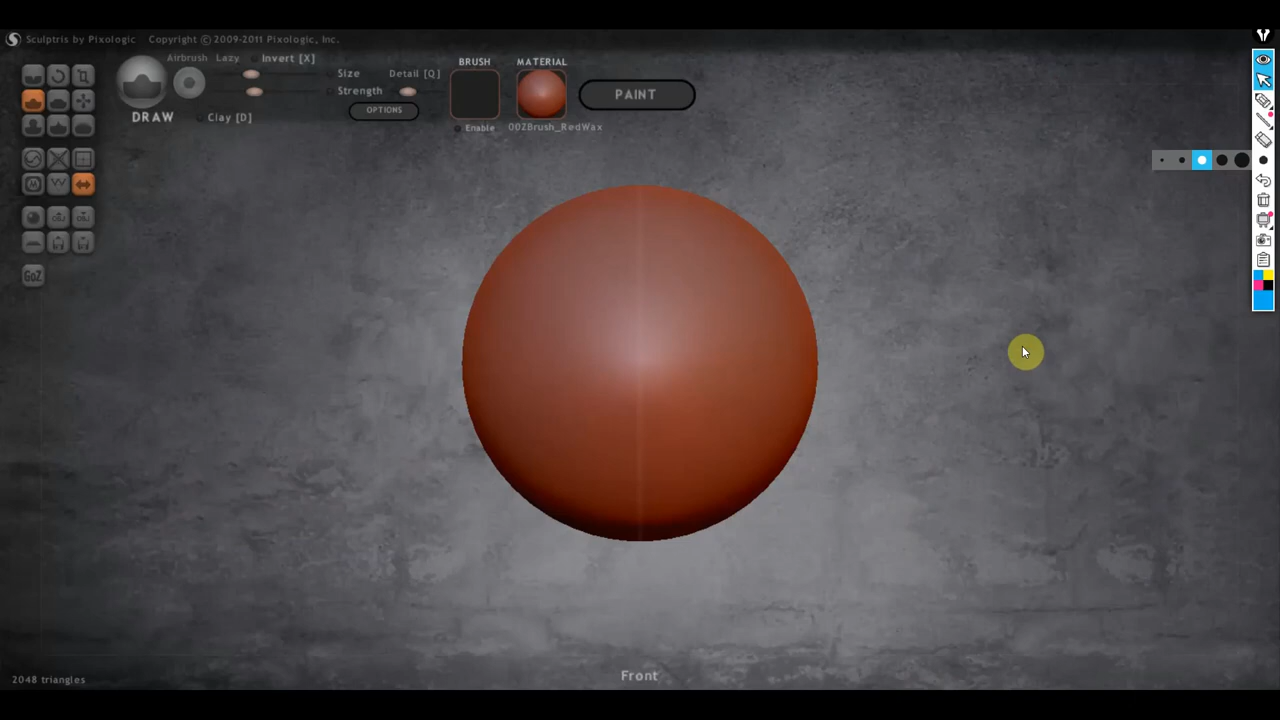 Sculptris by Pixologic Copyright © 2009-2011 Pixologic, Inc.
Airbrush Lazy Invert [X]
Size Detail [Q]
Strength
OPTIONS
DRAW
Clay [D]
BRUSH
Enable
MATERIAL
00ZBrush_RedWax
PAINT
GoZ
2048 triangles
Front